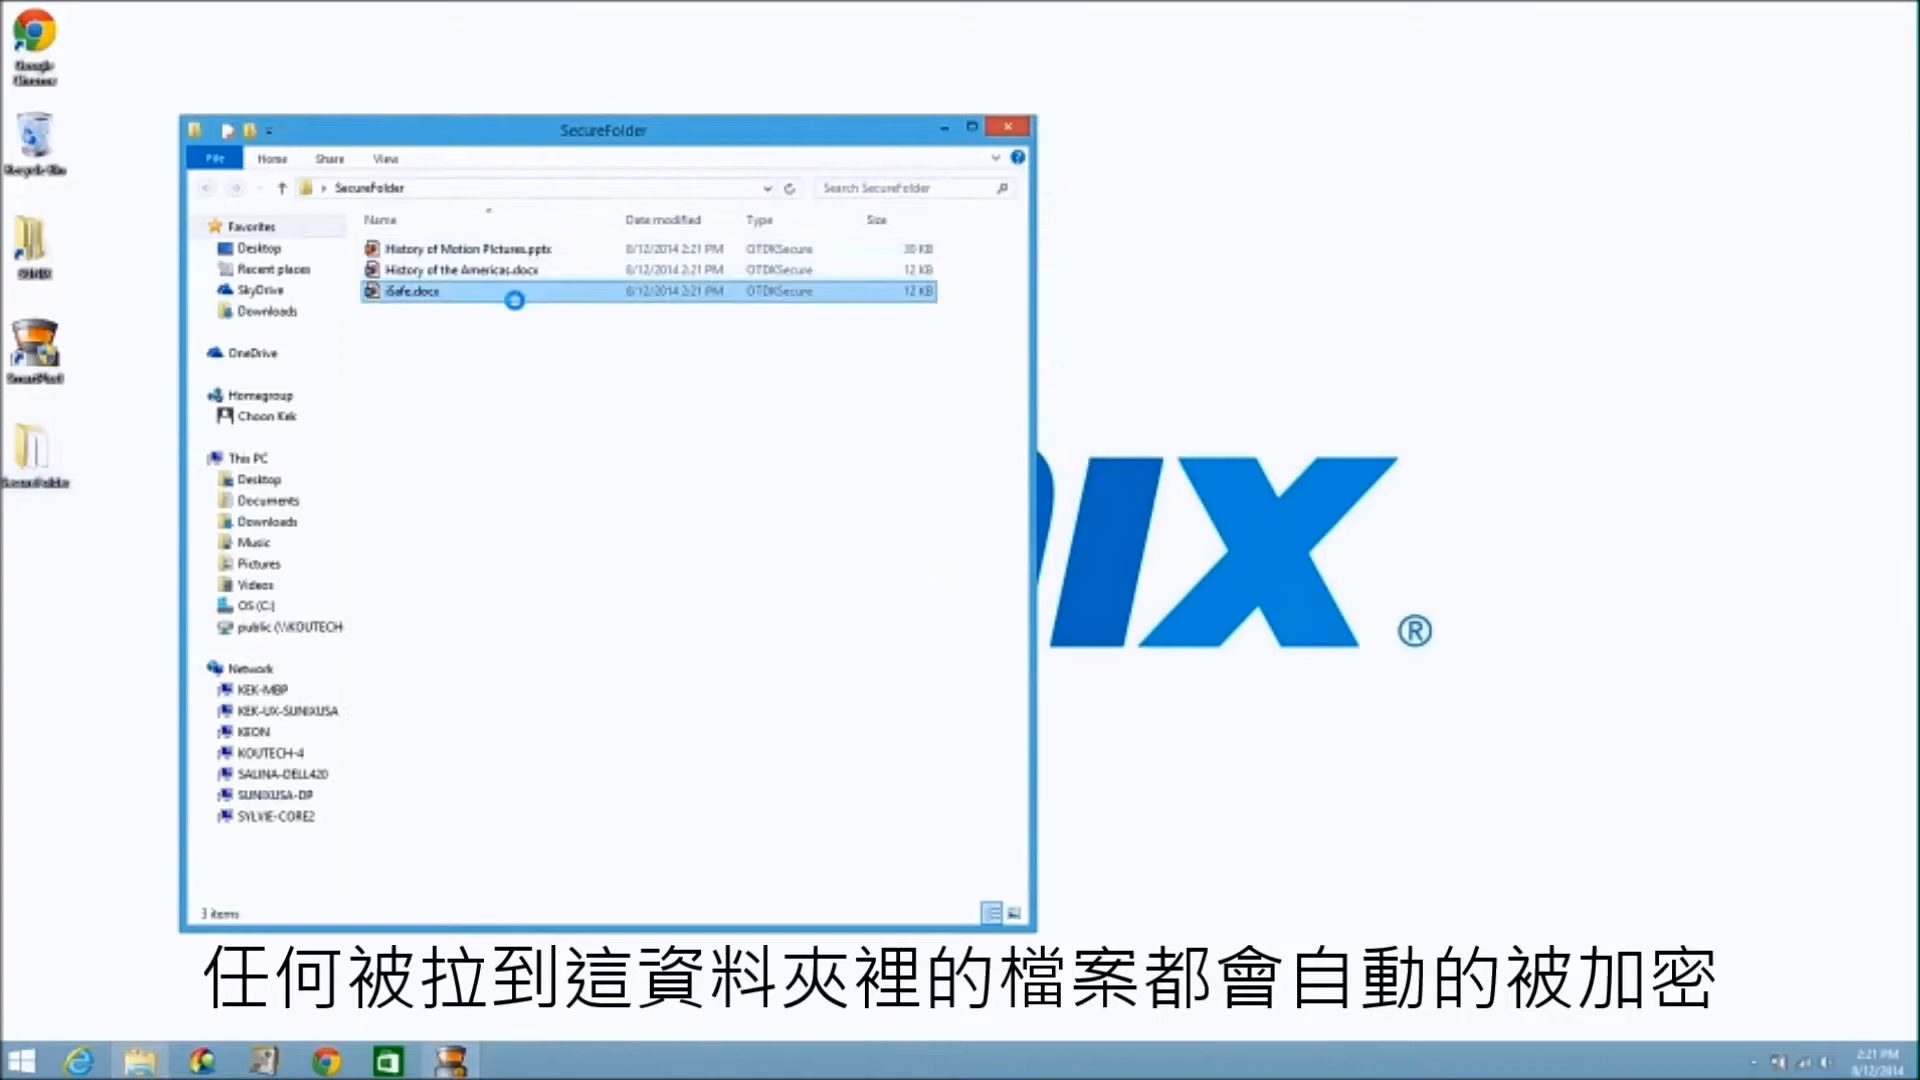 Google
Chrome
Recycle Bin
SecureFolder
SecureFolder
File Home Share View
SecureFolder
Search SecureFolder
Name Date modified Type Size
History of Motion Pictures.pptx 8/12/2014 2:21 PM OTDKSecure 30 KB
History of the Americas.docx 8/12/2014 2:21 PM OTDKSecure 12 KB
iSafe.docx 8/12/2014 2:21 PM OTDKSecure 12 KB
Favorites
Desktop
Recent places
SkyDrive
Downloads
OneDrive
Homegroup
Choon Kek
This PC
Desktop
Documents
Downloads
Music
Pictures
Videos
OS (C:)
public (\\KOUTECH
Network
KEK-MBP
KEK-UX-SUNIXUSA
KEON
KOUTECH-4
SALINA-DELL420
SUNIXUSA-DP
SYLVIE-CORE2
3 items
IX ®
任何被拉到這資料夾裡的檔案都會自動的被加密
2:21 PM
8/12/2014